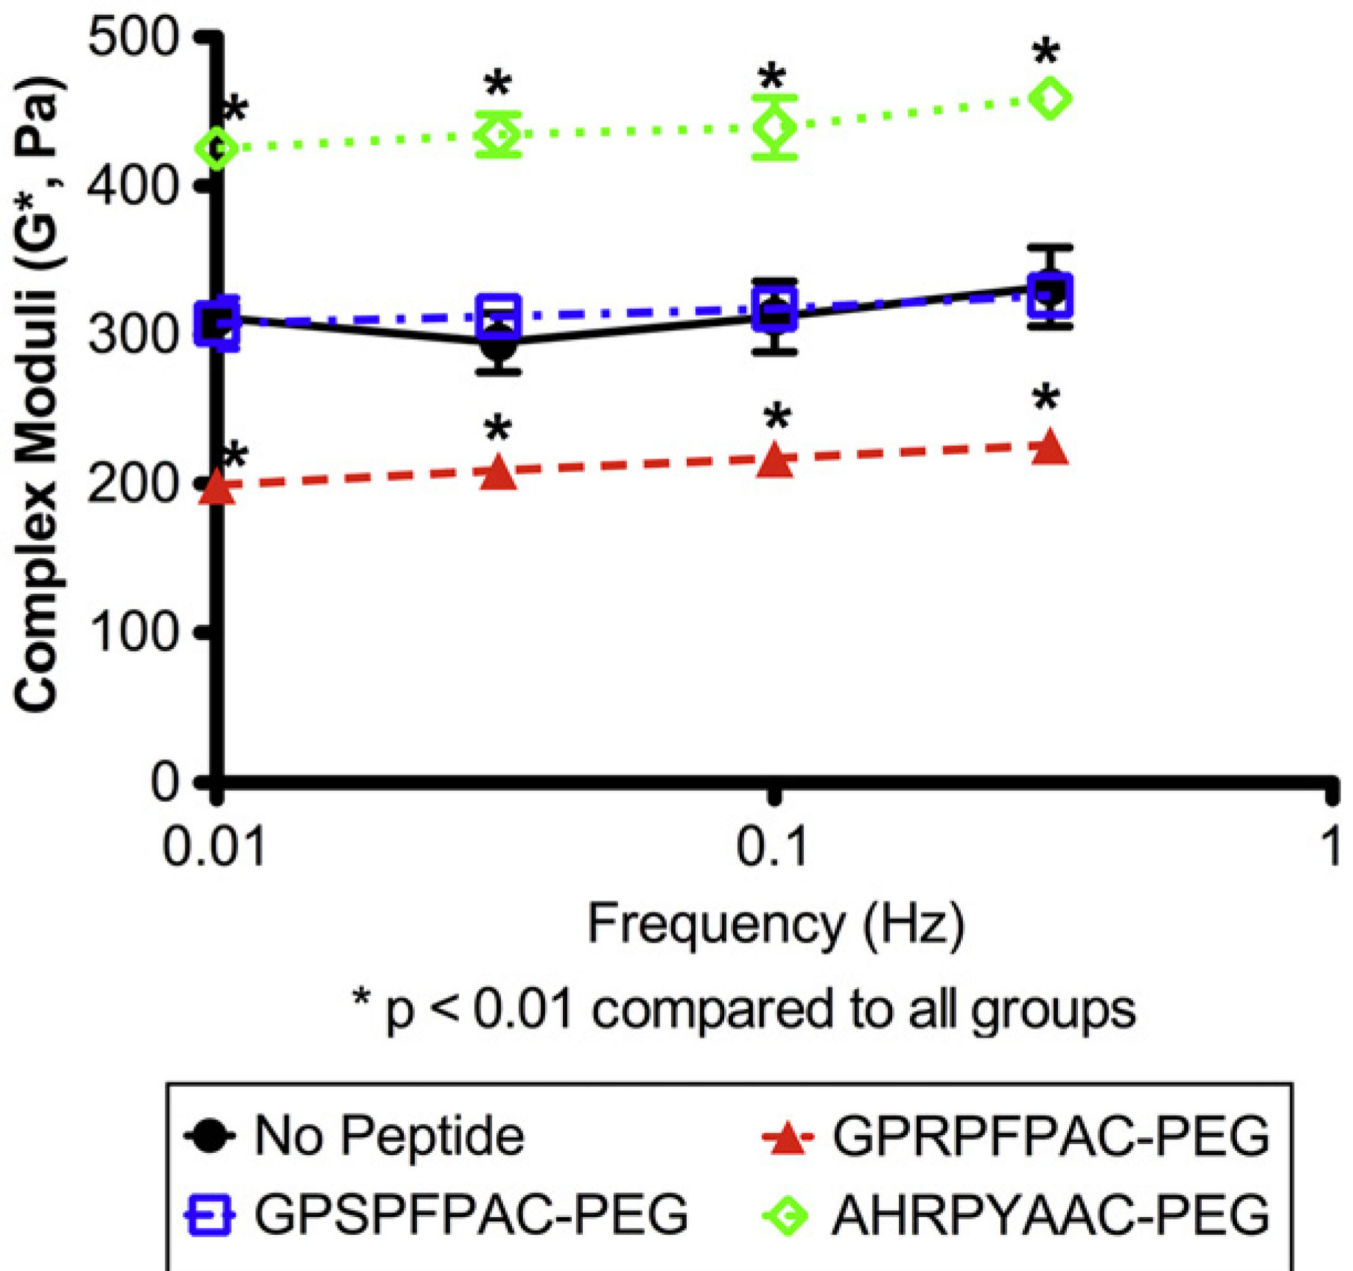 Complex Moduli (G*, Pa)
500
400
300
200
100
0
*
*
*
*
*
*
*
*
0.01
0.1
1
Frequency (Hz)
* p < 0.01 compared to all groups
No Peptide
GPRPFPAC-PEG
GPSPFPAC-PEG
AHRPYAAC-PEG